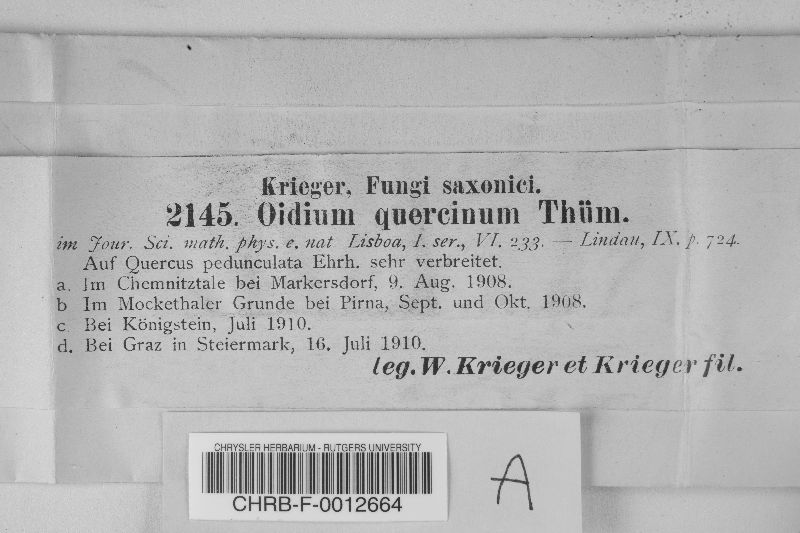 Krieger, Fungi saxonici.
2145. Oidium quercinum Thüm.
im Jour. Sci. math. phys. e. nat Lisboa, I. ser., VI. 233. — Lindau, IX. p. 724.
Auf Quercus pedunculata Ehrh. sehr verbreitet.
a. Im Chemnitztale bei Markersdorf, 9. Aug. 1908.
b Im Mockethaler Grunde bei Pirna, Sept. und Okt. 1908.
c. Bei Königstein, Juli 1910.
d. Bei Graz in Steiermark, 16. Juli 1910.
leg. W. Krieger et Krieger fil.
CHRYSLER HERBARIUM - RUTGERS UNIVERSITY
CHRB-F-0012664
A